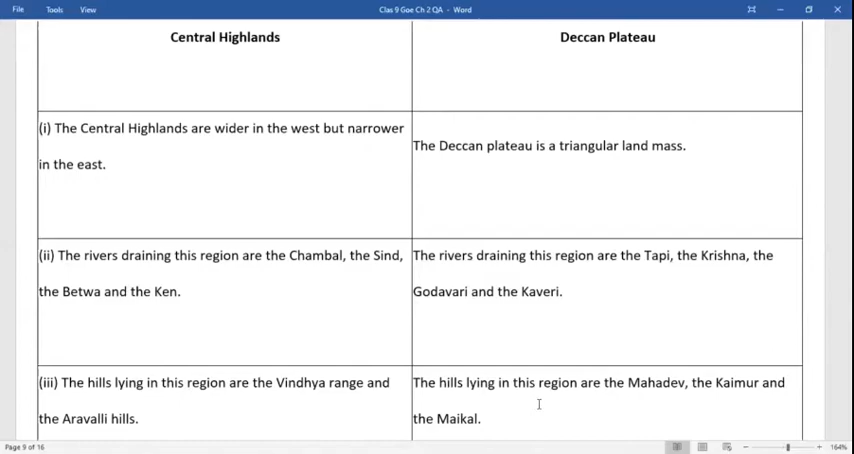 File Tools View Clas 9 Goe Ch 2 QA - Word
Central Highlands Deccan Plateau
(i) The Central Highlands are wider in the west but narrower
in the east.
The Deccan plateau is a triangular land mass.
(ii) The rivers draining this region are the Chambal, the Sind,
the Betwa and the Ken.
The rivers draining this region are the Tapi, the Krishna, the
Godavari and the Kaveri.
(iii) The hills lying in this region are the Vindhya range and
the Aravalli hills.
The hills lying in this region are the Mahadev, the Kaimur and
the Maikal.
Page 9 of 16 164%